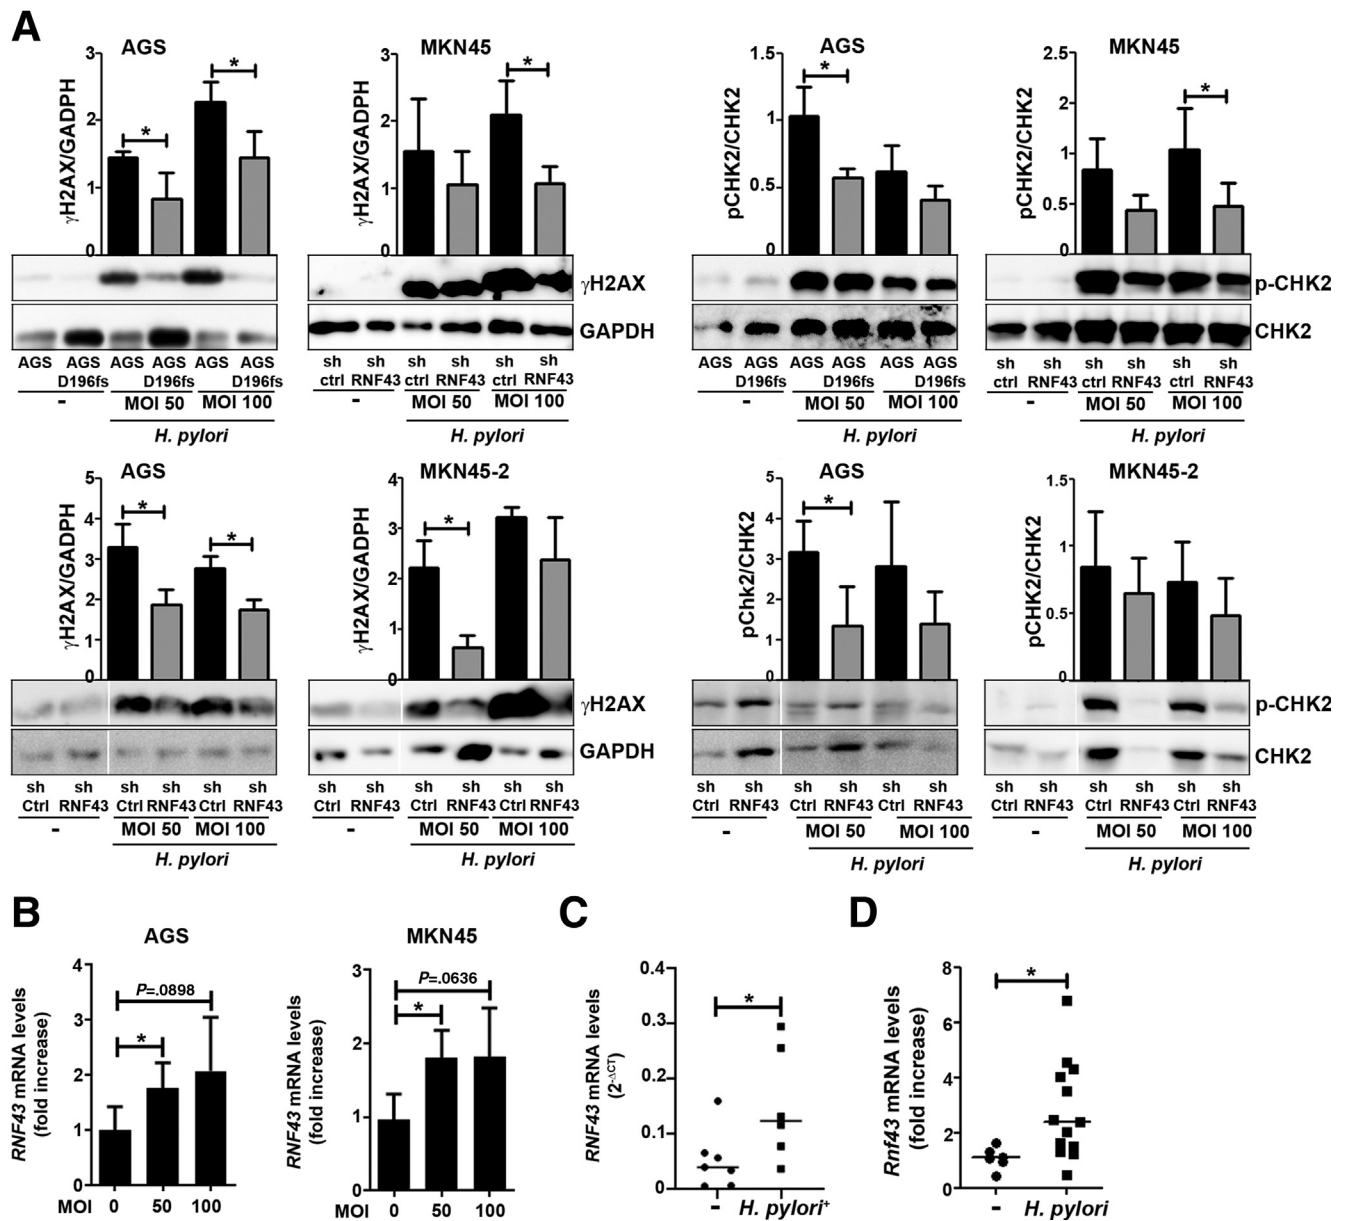 A
AGS
MKN45
AGS
MKN45
γH2AX/GADPH
3
2
1
0
*
*
γH2AX/GADPH
3
2
1
0
*
pCHK2/CHK2
1.5
1
0.5
0
*
pCHK2/CHK2
2.5
2
1
0.5
0
*
γH2AX
GAPDH
p-CHK2
CHK2
AGS AGS AGS AGS AGS AGS
D196fs D196fs D196fs
- MOI 50 MOI 100
H. pylori
sh sh sh sh sh sh
ctrl RNF43 ctrl RNF43 ctrl RNF43
- MOI 50 MOI 100
H. pylori
AGS AGS AGS AGS AGS AGS
D196fs D196fs D196fs
- MOI 50 MOI 100
H. pylori
sh sh sh sh sh sh
ctrl RNF43 ctrl RNF43 ctrl RNF43
- MOI 50 MOI 100
H. pylori
AGS
MKN45-2
AGS
MKN45
γH2AX/GADPH
5
4
3
2
1
0
*
*
γH2AX/GADPH
4
3
2
1
0
*
pChk2/CHK2
5
4
3
2
1
0
*
pCHK2/CHK2
1.5
1
0.5
0
γH2AX
GAPDH
p-CHK2
CHK2
sh sh sh sh sh sh
Ctrl RNF43 Ctrl RNF43 Ctrl RNF43
- MOI 50 MOI 100
H. pylori
sh sh sh sh sh sh
Ctrl RNF43 Ctrl RNF43 Ctrl RNF43
- MOI 50 MOI 100
H. pylori
sh sh sh sh sh sh
Ctrl RNF43 Ctrl RNF43 Ctrl RNF43
- MOI 50 MOI 100
H. pylori
sh sh sh sh sh sh
Ctrl RNF43 Ctrl RNF43 Ctrl RNF43
- MOI 50 MOI 100
H. pylori
B
AGS
RNF43 mRNA levels
(fold increase)
4
3
2
1
0
P=.0898
*
MOI 0 50 100
MKN45
RNF43 mRNA levels
(fold increase)
3
2
1
0
P=.0636
*
MOI 0 50 100
C
RNF43 mRNA levels
(2-ΔCT)
0.4
0.3
0.2
0.1
0
*
- H. pylori+
D
Rnf43 mRNA levels
(fold increase)
8
6
4
2
0
*
- H. pylori